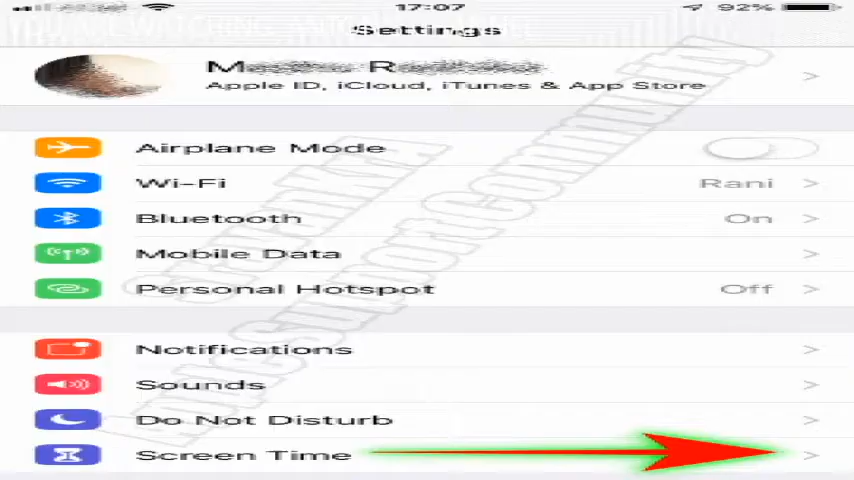 17:07
92%
Settings
Apple ID, iCloud, iTunes & App Store
Airplane Mode
Wi-Fi
Rani
Bluetooth
On
Mobile Data
Personal Hotspot
Off
Notifications
Sounds
Do Not Disturb
Screen Time